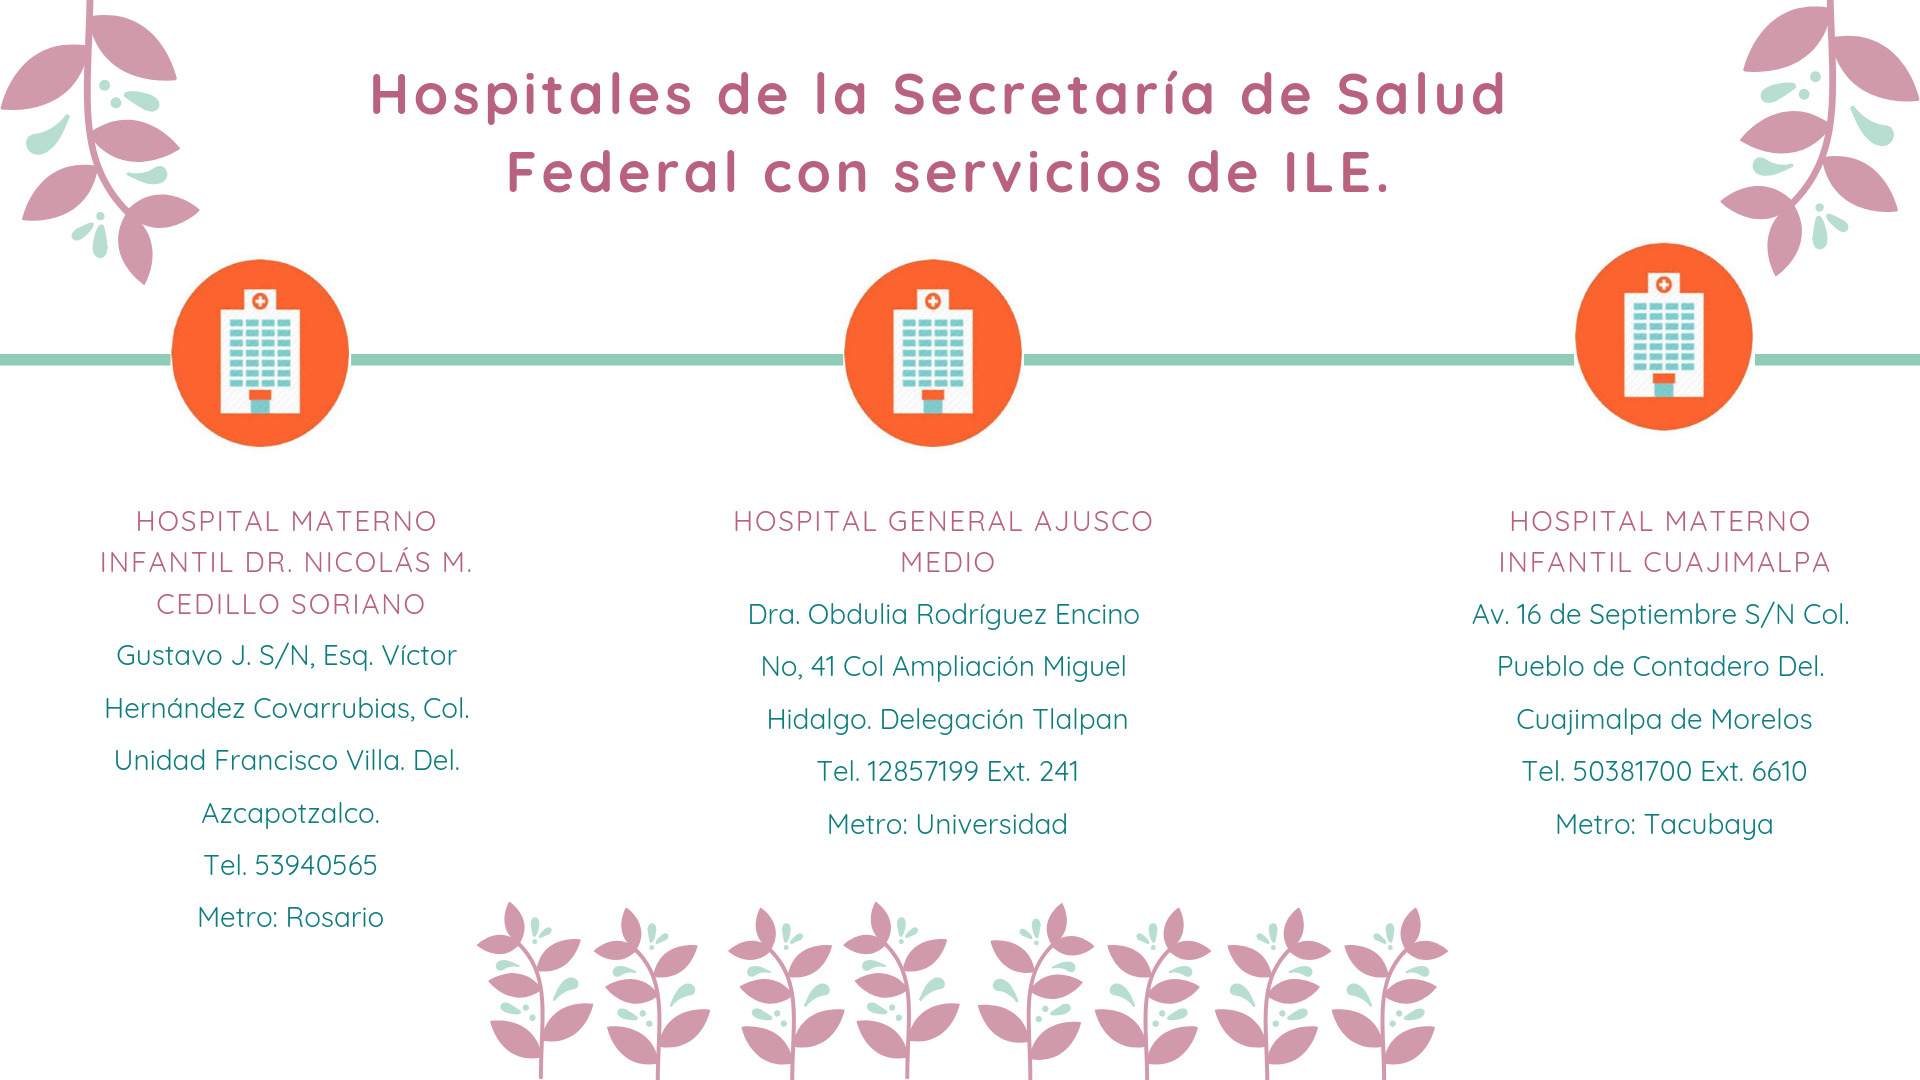 Hospitales de la Secretaría de Salud
Federal con servicios de ILE.
HOSPITAL MATERNO
INFANTIL DR. NICOLÁS M.
CEDILLO SORIANO
Gustavo J. S/N, Esq. Víctor
Hernández Covarrubias, Col.
Unidad Francisco Villa. Del.
Azcapotzalco.
Tel. 53940565
Metro: Rosario
HOSPITAL GENERAL AJUSCO
MEDIO
Dra. Obdulia Rodríguez Encino
No, 41 Col Ampliación Miguel
Hidalgo. Delegación Tlalpan
Tel. 12857199 Ext. 241
Metro: Universidad
HOSPITAL MATERNO
INFANTIL CUAJIMALPA
Av. 16 de Septiembre S/N Col.
Pueblo de Contadero Del.
Cuajimalpa de Morelos
Tel. 50381700 Ext. 6610
Metro: Tacubaya